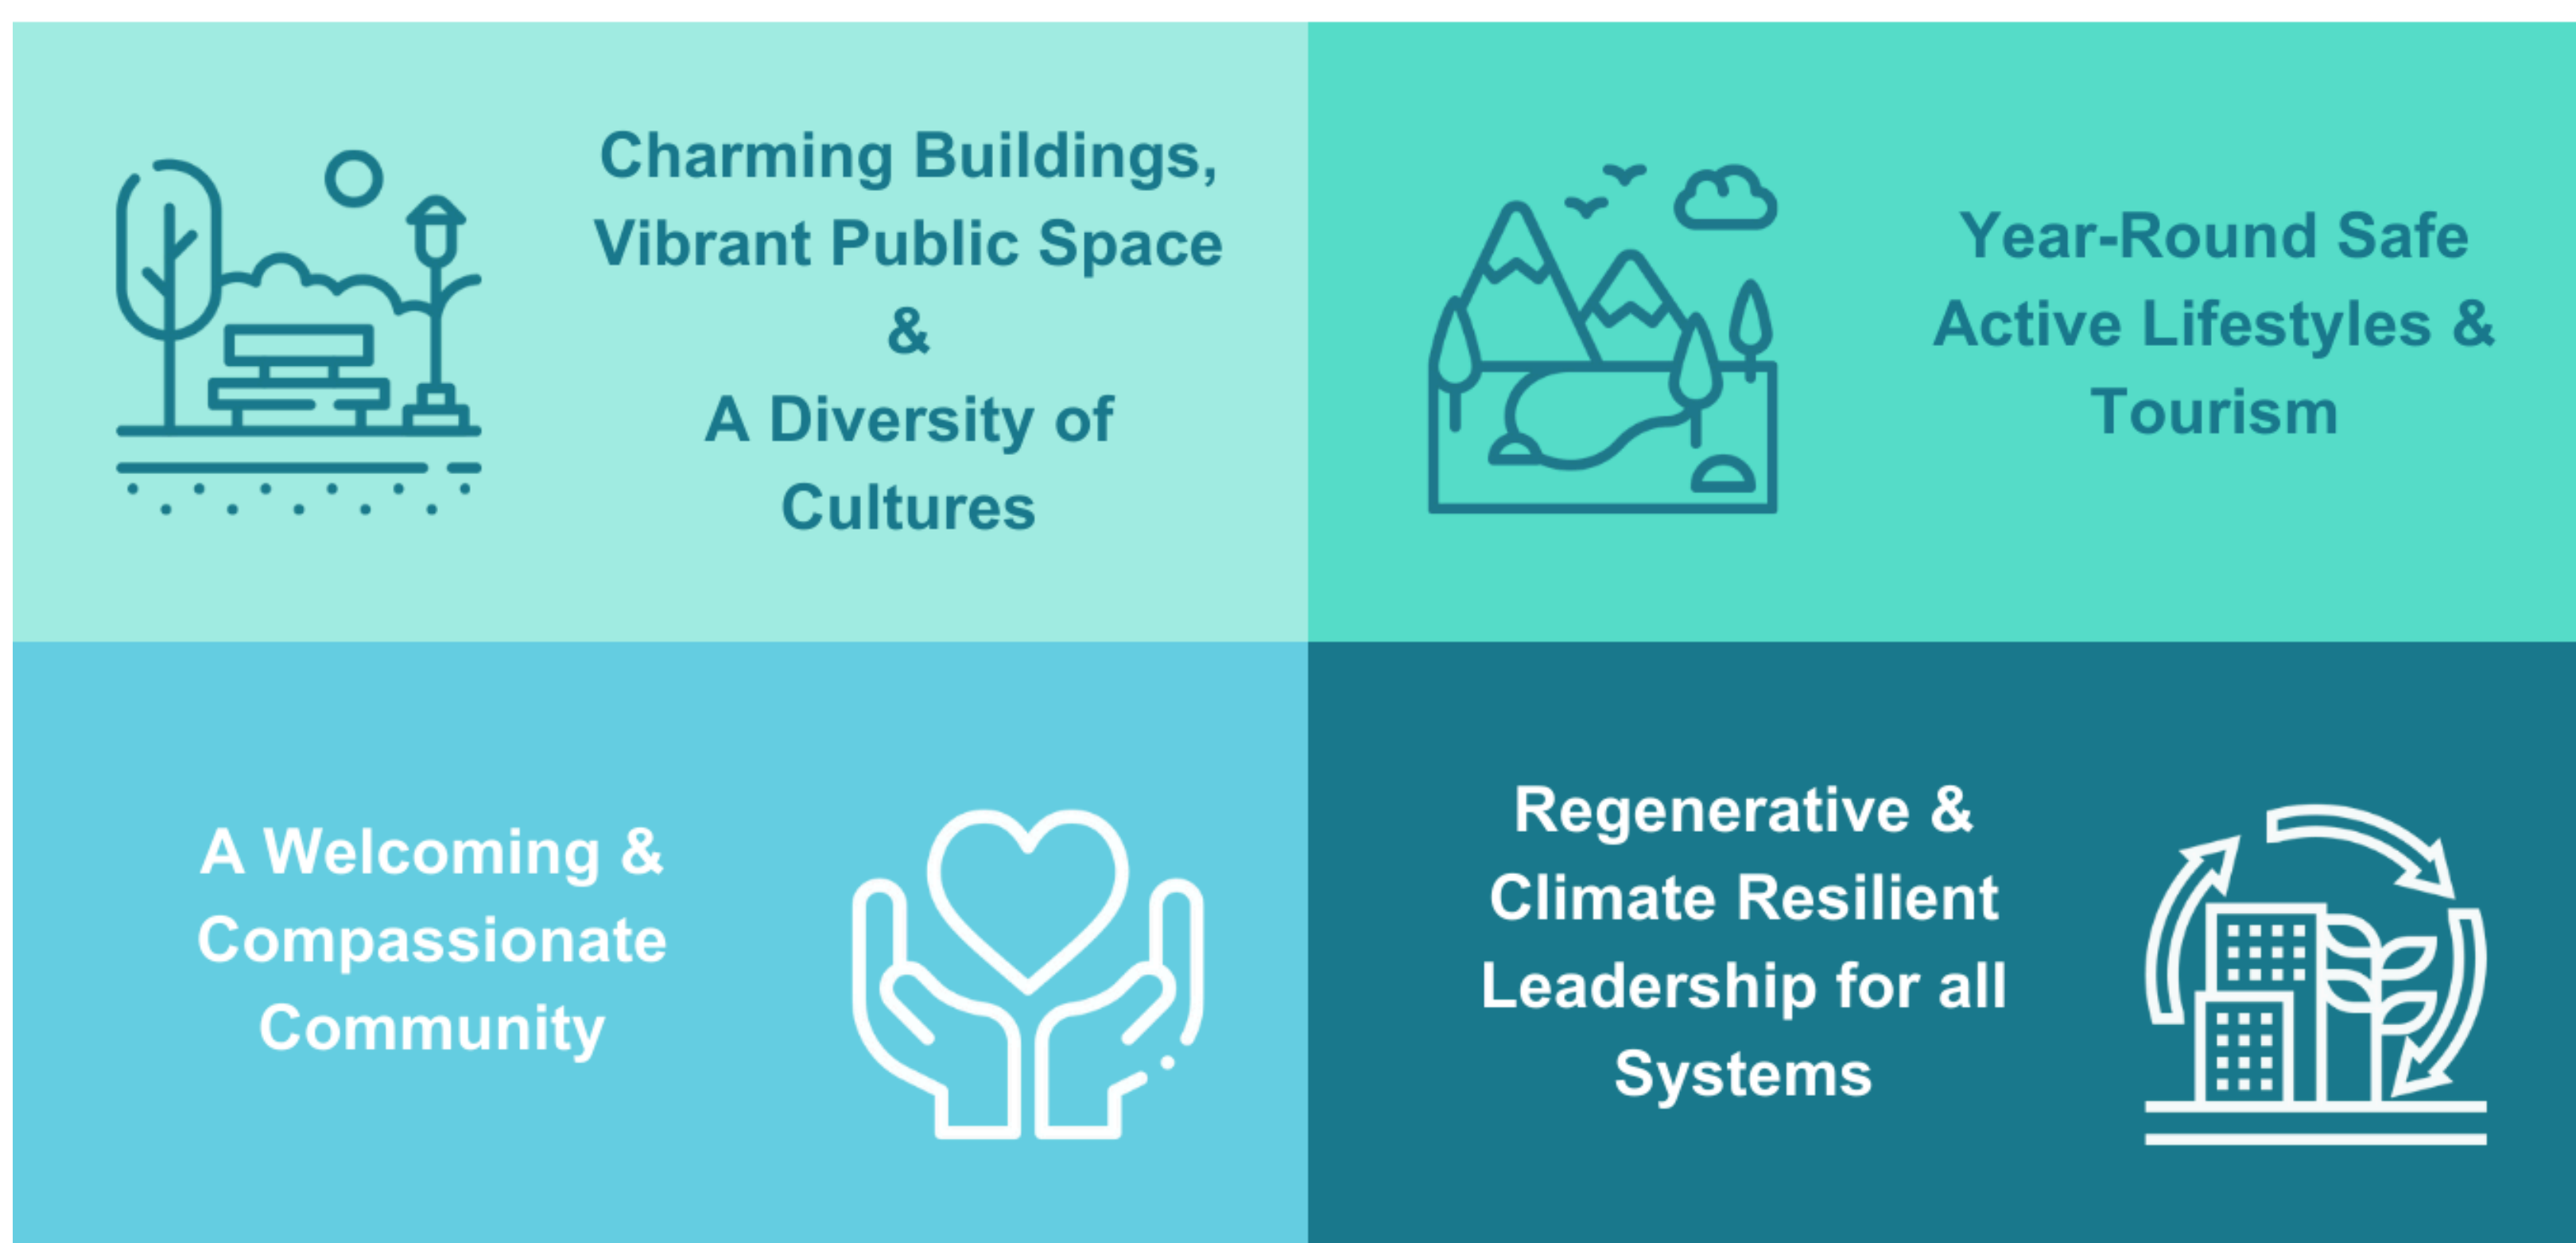 Charming Buildings,
Vibrant Public Space
&
A Diversity of
Cultures
Year-Round Safe
Active Lifestyles &
Tourism
A Welcoming &
Compassionate
Community
Regenerative &
Climate Resilient
Leadership for all
Systems